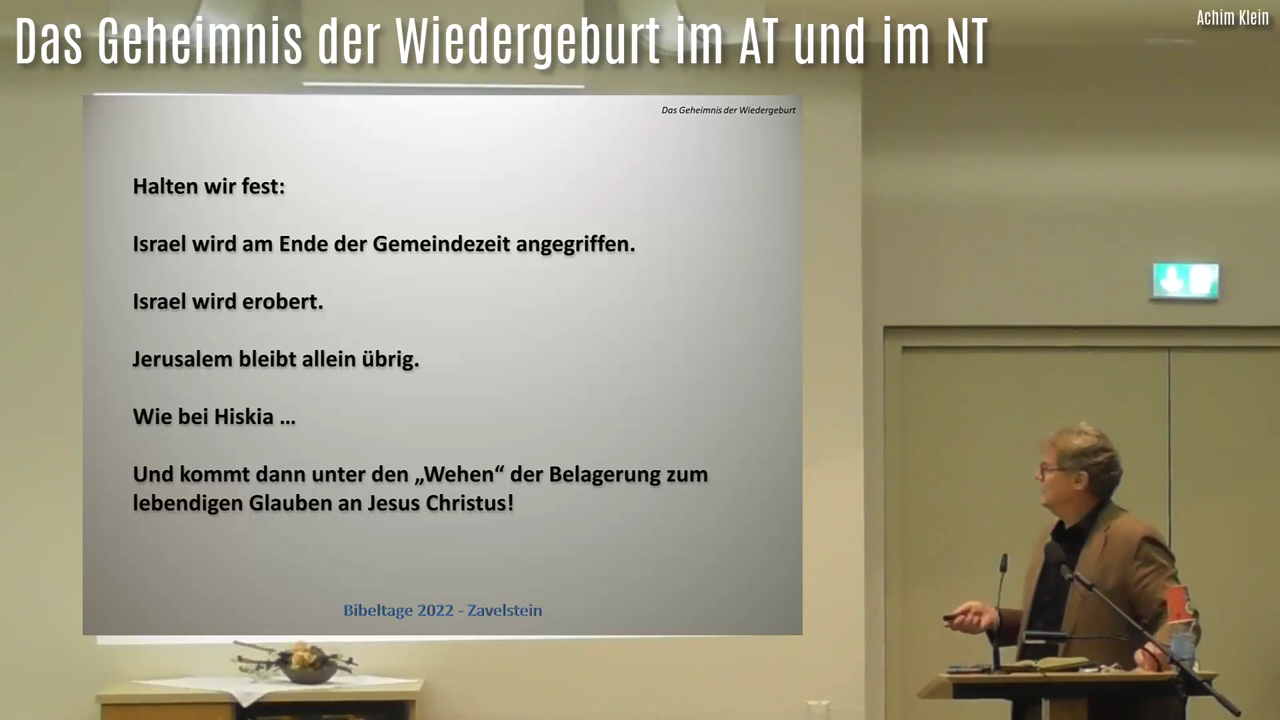 Das Geheimnis der Wiedergeburt im AT und im NT
Achim Klein
Das Geheimnis der Wiedergeburt
Halten wir fest:
Israel wird am Ende der Gemeindezeit angegriffen.
Israel wird erobert.
Jerusalem bleibt allein übrig.
Wie bei Hiskia ...
Und kommt dann unter den „Wehen“ der Belagerung zum
lebendigen Glauben an Jesus Christus!
Bibeltage 2022 - Zavelstein